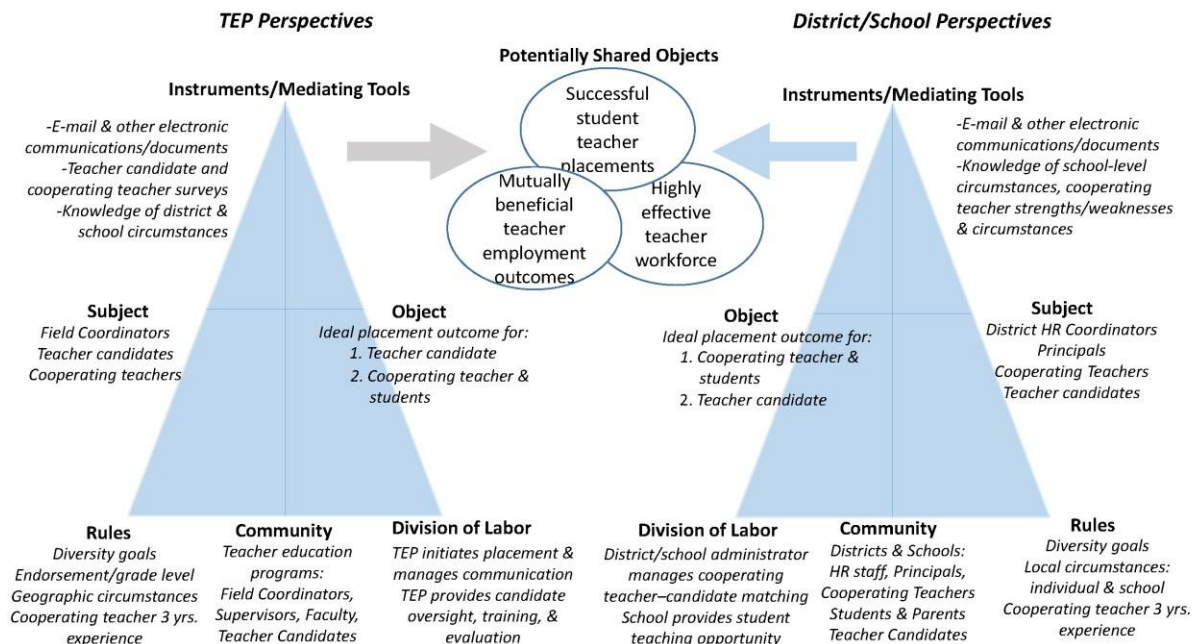 TEP Perspectives
District/School Perspectives
Potentially Shared Objects
Instruments/Mediating Tools
-E-mail & other electronic
communications/documents
-Teacher candidate and
cooperating teacher surveys
-Knowledge of district &
school circumstances
Successful
student
teacher
placements
Mutually
beneficial
teacher
employment
outcomes
Highly
effective
teacher
workforce
Instruments/Mediating Tools
-E-mail & other electronic
communications/documents
-Knowledge of school-level
circumstances, cooperating
teacher strengths/weaknesses
& circumstances
Subject
Field Coordinators
Teacher candidates
Cooperating teachers
Object
Ideal placement outcome for:
1. Teacher candidate
2. Cooperating teacher &
students
Object
Ideal placement outcome for:
1. Cooperating teacher &
students
2. Teacher candidate
Subject
District HR Coordinators
Principals
Cooperating Teachers
Teacher candidates
Rules
Diversity goals
Endorsement/grade level
Geographic circumstances
Cooperating teacher 3 yrs.
experience
Community
Teacher education
programs:
Field Coordinators,
Supervisors, Faculty,
Teacher Candidates
Division of Labor
TEP initiates placement &
manages communication
TEP provides candidate
oversight, training, &
evaluation
Division of Labor
District/school administrator
manages cooperating
teacher–candidate matching
School provides student
teaching opportunity
Community
Districts & Schools:
HR staff, Principals,
Cooperating Teachers
Students & Parents
Teacher Candidates
Rules
Diversity goals
Local circumstances:
individual & school
Cooperating teacher 3 yrs.
experience